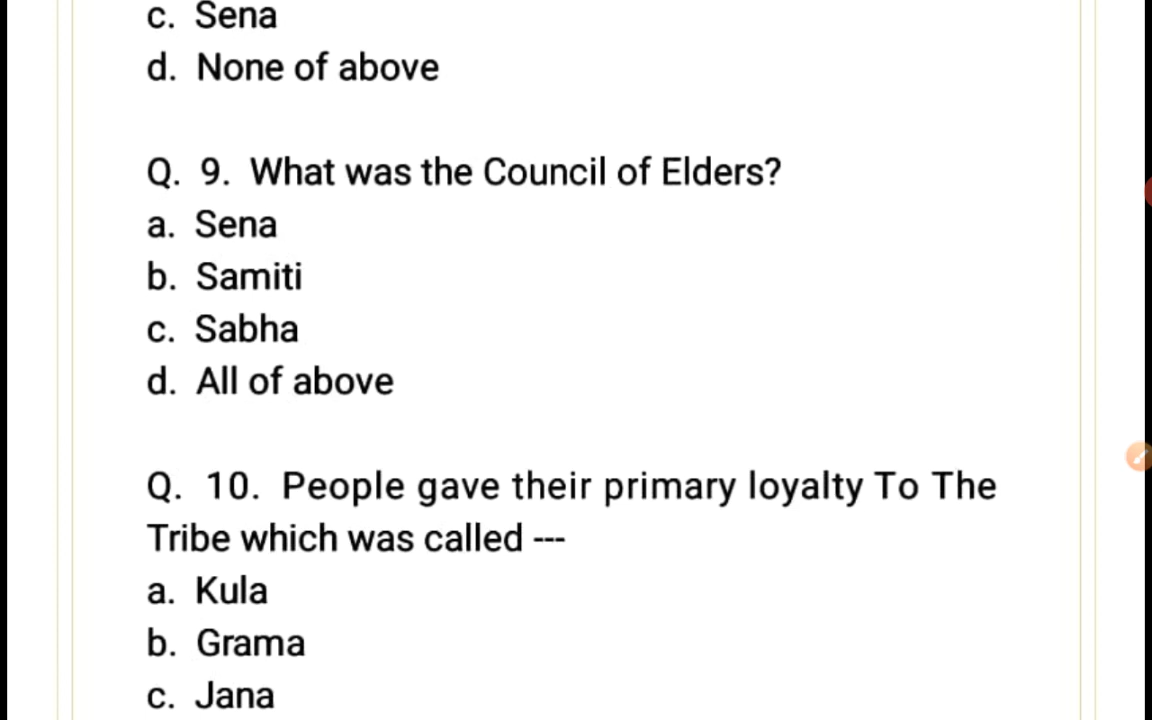 c. Sena
d. None of above
Q. 9. What was the Council of Elders?
a. Sena
b. Samiti
c. Sabha
d. All of above
Q. 10. People gave their primary loyalty To The
Tribe which was called ---
a. Kula
b. Grama
c. Jana